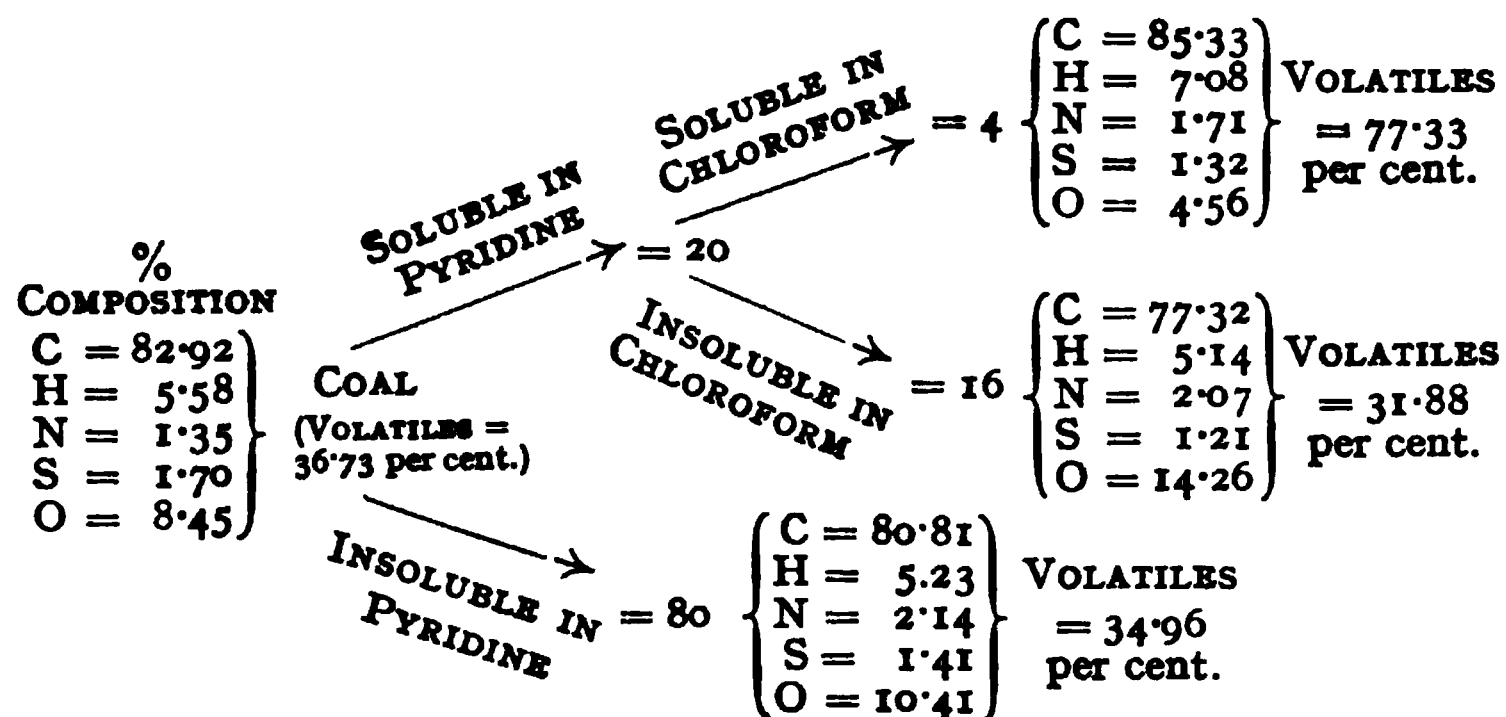 %
COMPOSITION
C = 82·92
H = 5·58
N = 1·35
S = 1·70
O = 8·45
COAL
(VOLATILES =
36·73 per cent.)
SOLUBLE IN
PYRIDINE
= 20
SOLUBLE IN
CHLOROFORM
= 4
C = 85·33
H = 7·08
N = 1·71
S = 1·32
O = 4·56
VOLATILES
= 77·33
per cent.
INSOLUBLE IN
CHLOROFORM
= 16
C = 77·32
H = 5·14
N = 2·07
S = 1·21
O = 14·26
VOLATILES
= 31·88
per cent.
INSOLUBLE IN
PYRIDINE
= 80
C = 80·81
H = 5.23
N = 2·14
S = 1·41
O = 10·41
VOLATILES
= 34·96
per cent.